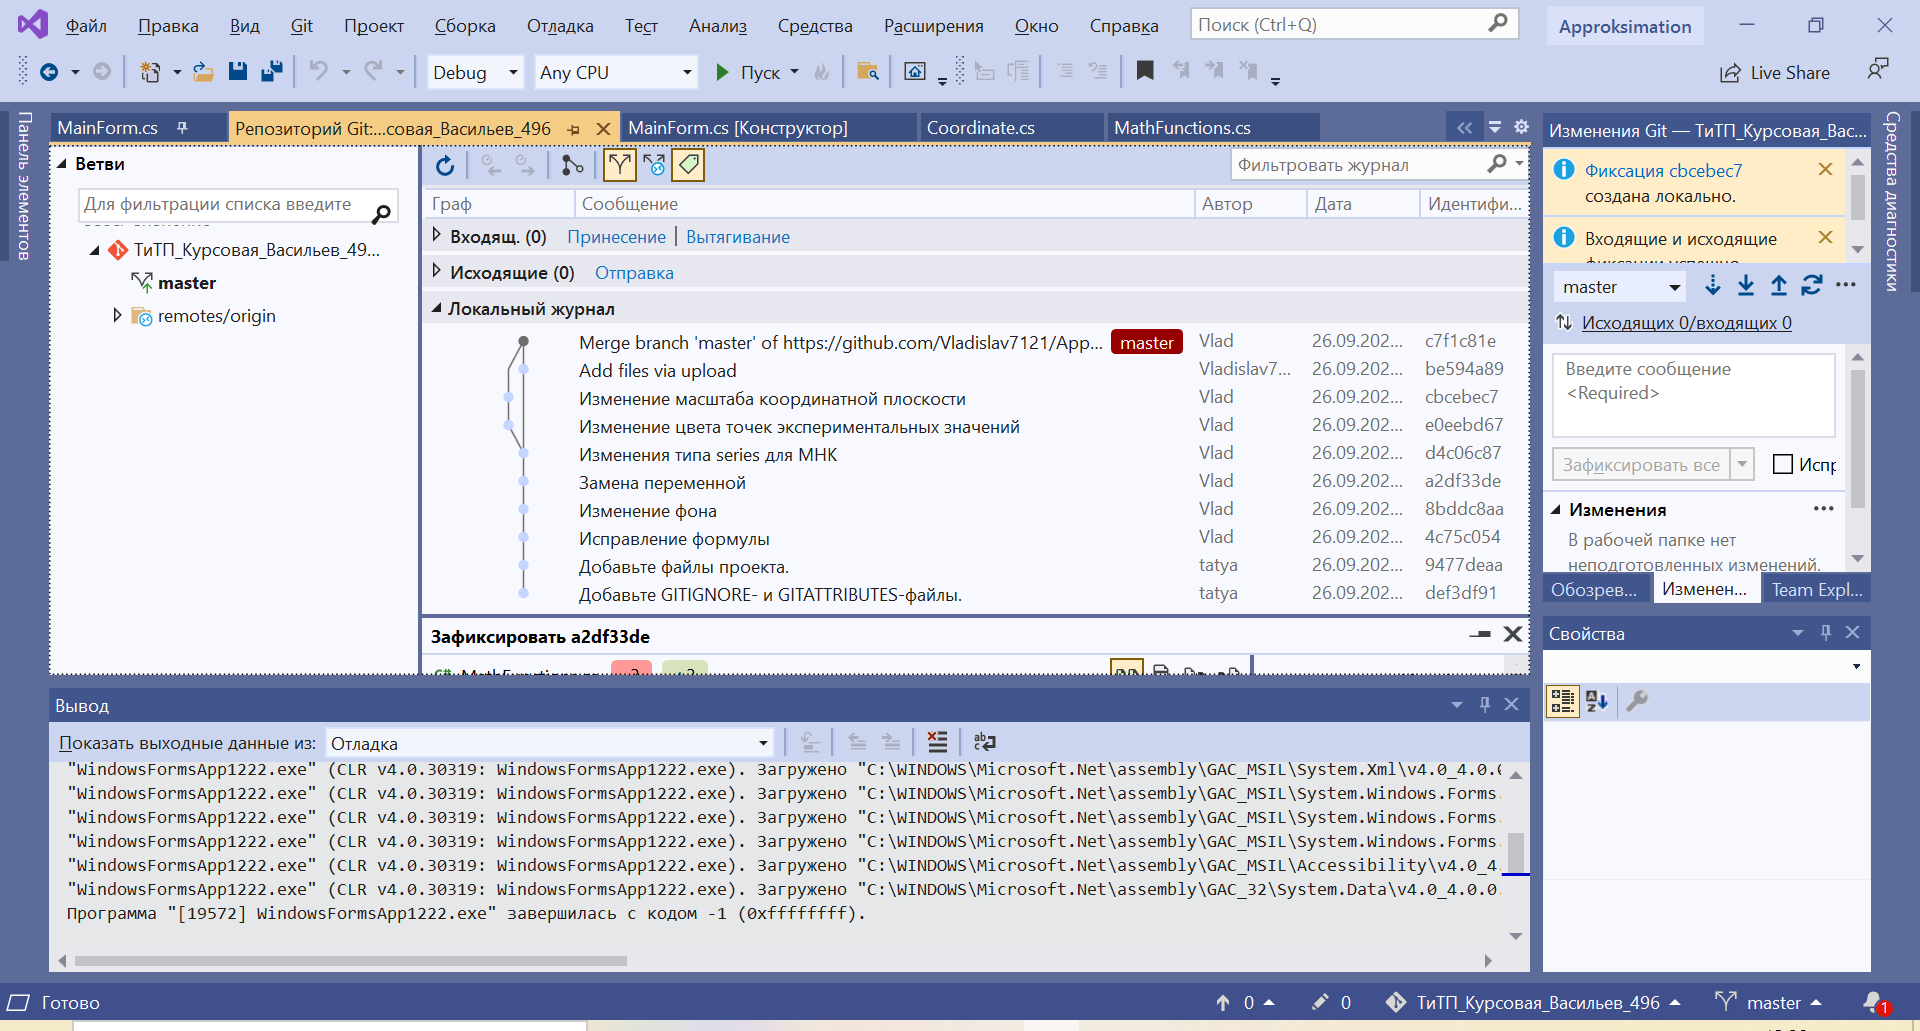 Файл Правка Вид Git Проект Сборка Отладка Тест Анализ Средства Расширения Окно Справка Поиск (Ctrl+Q) Approksimation
Debug Any CPU Пуск Live Share
Панель элементов
MainForm.cs Репозиторий Git:...совая_Васильев_496 MainForm.cs [Конструктор] Coordinate.cs MathFunctions.cs
Ветви
Для фильтрации списка введите
ТиТП_Курсовая_Васильев_49...
master
remotes/origin
Фильтровать журнал
Граф Сообщение Автор Дата Идентифи...
Входящ. (0) Принесение | Вытягивание
Исходящие (0) Отправка
Локальный журнал
Merge branch 'master' of https://github.com/Vladislav7121/App... master Vlad 26.09.202... c7f1c81e
Add files via upload Vladislav7... 26.09.202... be594a89
Изменение масштаба координатной плоскости Vlad 26.09.202... cbcebec7
Изменение цвета точек экспериментальных значений Vlad 26.09.202... e0eebd67
Изменения типа series для МНК Vlad 26.09.202... d4c06c87
Замена переменной Vlad 26.09.202... a2df33de
Изменение фона Vlad 26.09.202... 8bddc8aa
Исправление формулы Vlad 26.09.202... 4c75c054
Добавьте файлы проекта. tatya 26.09.202... 9477deaa
Добавьте GITIGNORE- и GITATTRIBUTES-файлы. tatya 26.09.202... def3df91
Зафиксировать a2df33de
Вывод
Показать выходные данные из: Отладка
"WindowsFormsApp1222.exe" (CLR v4.0.30319: WindowsFormsApp1222.exe). Загружено "C:\WINDOWS\Microsoft.Net\assembly\GAC_MSIL\System.Xml\v4.0_4.0.0
"WindowsFormsApp1222.exe" (CLR v4.0.30319: WindowsFormsApp1222.exe). Загружено "C:\WINDOWS\Microsoft.Net\assembly\GAC_MSIL\System.Windows.Forms.
"WindowsFormsApp1222.exe" (CLR v4.0.30319: WindowsFormsApp1222.exe). Загружено "C:\WINDOWS\Microsoft.Net\assembly\GAC_MSIL\System.Windows.Forms.
"WindowsFormsApp1222.exe" (CLR v4.0.30319: WindowsFormsApp1222.exe). Загружено "C:\WINDOWS\Microsoft.Net\assembly\GAC_MSIL\System.Windows.Forms.
"WindowsFormsApp1222.exe" (CLR v4.0.30319: WindowsFormsApp1222.exe). Загружено "C:\WINDOWS\Microsoft.Net\assembly\GAC_MSIL\Accessibility\v4.0_4.
"WindowsFormsApp1222.exe" (CLR v4.0.30319: WindowsFormsApp1222.exe). Загружено "C:\WINDOWS\Microsoft.Net\assembly\GAC_32\System.Data\v4.0_4.0.0.
Программа "[19572] WindowsFormsApp1222.exe" завершилась с кодом -1 (0xffffffff).
Изменения Git — ТиТП_Курсовая_Вас...
Фиксация cbcebec7
создана локально.
Входящие и исходящие
master
Исходящих 0/входящих 0
Введите сообщение
<Required>
Зафиксировать все Испр
Изменения
В рабочей папке нет
неподготовленных изменений.
Обозрев... Изменен... Team Expl...
Свойства
Средства диагностики
Готово 0 0 ТиТП_Курсовая_Васильев_496 master 1